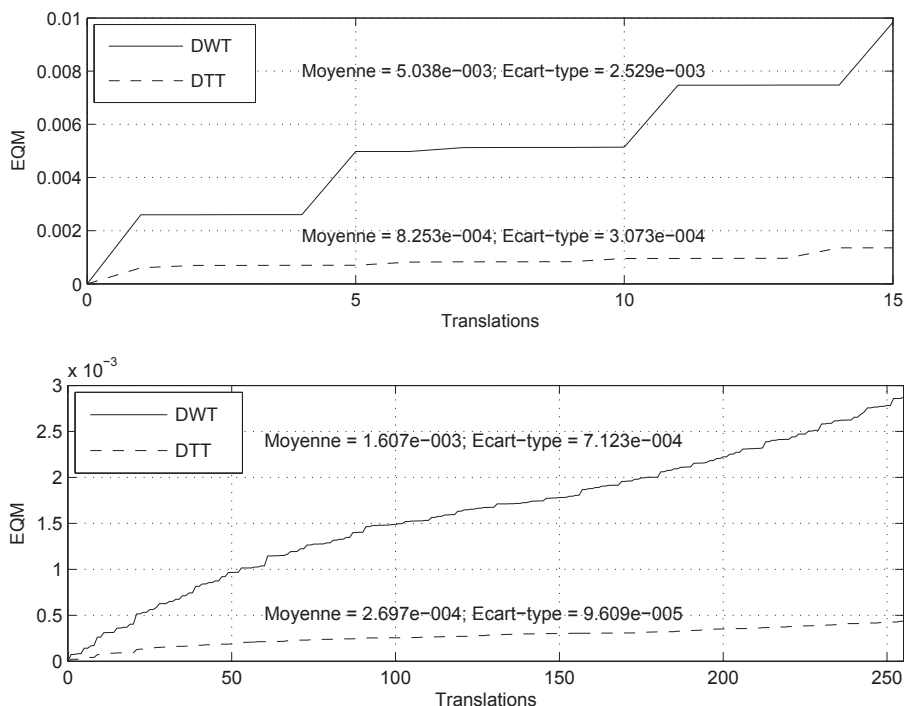 0.01
0.008
0.006
0.004
0.002
0
EQM
DWT
DTT
Moyenne = 5.038e−003; Ecart−type = 2.529e−003
Moyenne = 8.253e−004; Ecart−type = 3.073e−004
0 5 10 15
Translations
x 10−3
3
2.5
2
1.5
1
0.5
0
EQM
DWT
DTT
Moyenne = 1.607e−003; Ecart−type = 7.123e−004
Moyenne = 2.697e−004; Ecart−type = 9.609e−005
0 50 100 150 200 250
Translations